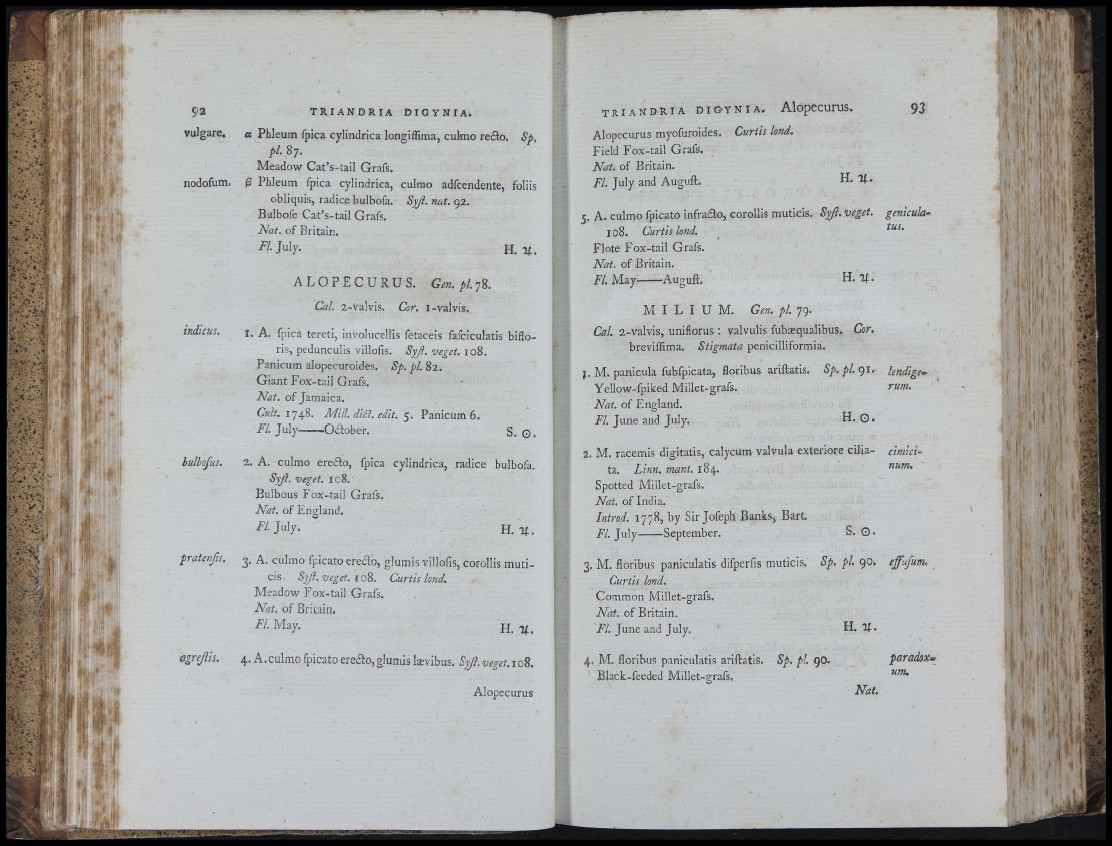 92 TRIANDRIA DIGYNIA.
vulgare. α Phleum ſpica cylindrica longiſſima, culmo recto. Sp.
pl. 87.
Meadow Cat's-tail Graſs.
nodoſum. β Phleum ſpica cylindrica, culmo adſcendente, foliis
obliquis, radice bulboſa. Syſt. nat. 92.
Bulboſe Cat's-tail Graſs.
Nat. of Britain.
Fl. July. H. ♃.
ALOPECURUS. Gen. pl. 78.
Cal. 2-valvis. Cor. 1-valvis.
indicus. 1. A. ſpica tereti, involucellis ſetaceis faſciculatis biflo-
ris, pedunculis villoſis. Syſt. veget. 108.
Panicum alopecuroides. Sp. pl. 82.
Giant Fox-tail Graſs.
Nat. of Jamaica.
Cult. 1748. Mill. dict. edit. 5. Panicum 6.
Fl. July——October. S. ☉.
bulboſus. 2. A. culmo erecto, ſpica cylindrica, radice bulboſa.
Syſt. veget. 108.
Bulbous Fox-tail Graſs.
Nat. of England.
Fl. July. H. ♃.
pratenſis. 3. A. culmo ſpicato erecto, glumis villoſis, corollis muti-
cis. Syſt. veget. 108. Curtis lond.
Meadow Fox-tail Graſs.
Nat. of Britain.
Fl. May. H. ♃.
agreſtis. 4. A. culmo ſpicato erecto, glumis lævibus. Syſt. veget. 108.
Alopecurus
TRIANDRIA DIGYNIA. Alopecurus. 93
Alopecurus myoſuroides. Curtis lond.
Field Fox-tail Graſs.
Nat. of Britain.
Fl. July and Auguſt. H. ♃.
5. A. culmo ſpicato infracto, corollis muticis. Syſt. veget. genicula-
108. Curtis lond. tus.
Flote Fox-tail Graſs.
Nat. of Britain.
Fl. May——Auguſt. H. ♃.
MILIUM. Gen. pl. 79.
Cal. 2-valvis, uniflorus : valvulis ſubæqualibus. Cor.
breviſſima. Stigmata penicilliformia.
1. M. panicula ſubſpicata, floribus ariſtatis. Sp. pl. 91. lendige-
Yellow-ſpiked Millet-graſs. rum.
Nat. of England.
Fl. June and July. H. ☉.
2. M. racemis digitatis, calycum valvula exteriore cilia- cimici-
ta. Linn. mant. 184. num.
Spotted Millet-graſs.
Nat. of India.
Introd. 1778, by Sir Joſeph Banks, Bart.
Fl. July——September. S. ☉.
3. M. floribus paniculatis diſperſis muticis. Sp. pl. 90. effuſum.
Curtis lond.
Common Millet-graſs.
Nat. of Britain.
Fl. June and July. H. ♃.
4. M. floribus paniculatis ariſtatis. Sp. pl. 90. paradox-
Black-ſeeded Millet-graſs. um.
Nat.